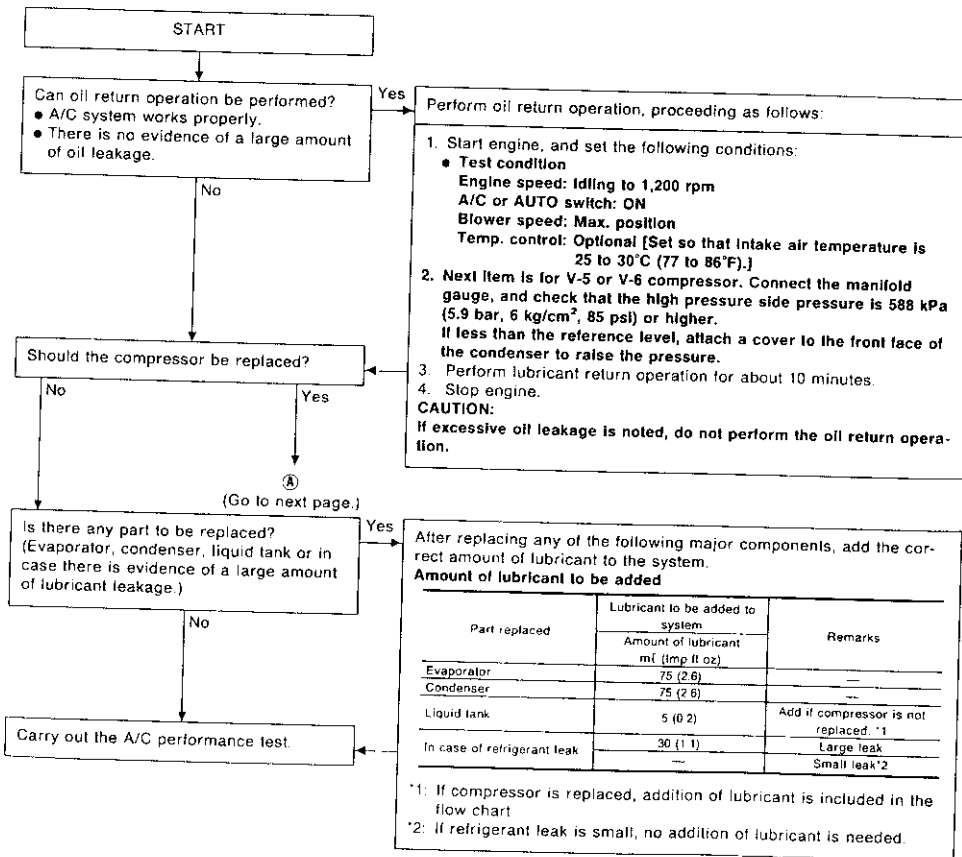 START
Can oil return operation be performed?
● A/C system works properly.
● There is no evidence of a large amount
of oil leakage.
Yes
No
Perform oil return operation, proceeding as follows:
1. Start engine, and set the following conditions:
● Test condition
Engine speed: Idling to 1,200 rpm
A/C or AUTO switch: ON
Blower speed: Max. position
Temp. control: Optional [Set so that intake air temperature is
25 to 30°C (77 to 86°F).]
2. Next item is for V-5 or V-6 compressor. Connect the manifold
gauge, and check that the high pressure side pressure is 588 kPa
(5.9 bar, 6 kg/cm², 85 psi) or higher.
If less than the reference level, attach a cover to the front face of
the condenser to raise the pressure.
3. Perform lubricant return operation for about 10 minutes.
4. Stop engine.
CAUTION:
If excessive oil leakage is noted, do not perform the oil return opera-
tion.
Should the compressor be replaced?
No
Yes
Ⓐ
(Go to next page.)
Is there any part to be replaced?
(Evaporator, condenser, liquid tank or in
case there is evidence of a large amount
of lubricant leakage.)
Yes
No
After replacing any of the following major components, add the cor-
rect amount of lubricant to the system.
Amount of lubricant to be added
Part replaced
Lubricant to be added to
system
Amount of lubricant
mℓ (Imp fl oz)
Remarks
Evaporator 75 (2.6) —
Condenser 75 (2 6) —
Liquid tank 5 (0 2) Add if compressor is not
replaced. *1
In case of refrigerant leak 30 (1 1) Large leak
— Small leak*2
*1: If compressor is replaced, addition of lubricant is included in the
flow chart
*2: If refrigerant leak is small, no addition of lubricant is needed.
Carry out the A/C performance test.